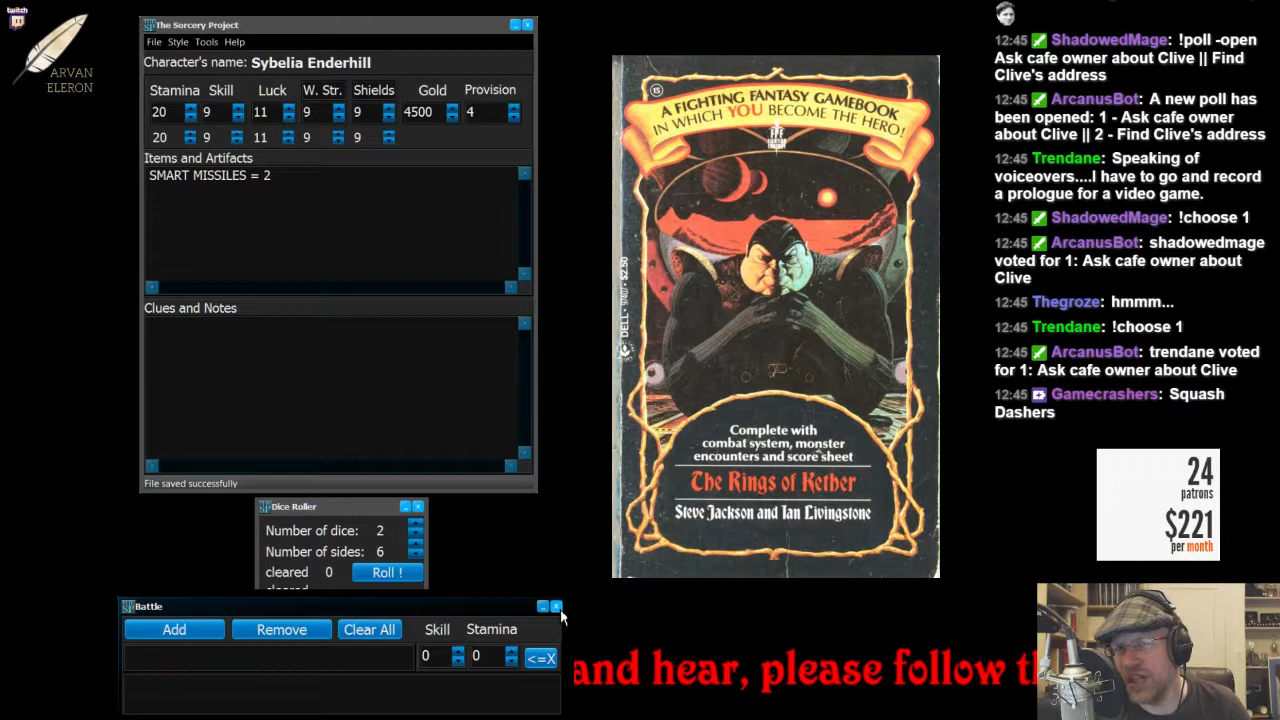 twitch
ARVAN
ELERON
The Sorcery Project
File Style Tools Help
Character's name: Sybelia Enderhill
Stamina Skill Luck W. Str. Shields Gold Provision
20 9 11 9 9 4500 4
20 9 11 9 9
Items and Artifacts
SMART MISSILES = 2
Clues and Notes
File saved successfully
Dice Roller
Number of dice: 2
Number of sides: 6
cleared 0 Roll !
Battle
Add Remove Clear All Skill Stamina
0 0 <=X
15
A FIGHTING FANTASY GAMEBOOK
IN WHICH YOU BECOME THE HERO!
DELL • 97407 • $2.50
Complete with
combat system, monster
encounters and score sheet
The Rings of Kether
Steve Jackson and Ian Livingstone
12:45 ShadowedMage: !poll -open
Ask cafe owner about Clive || Find
Clive's address
12:45 ArcanusBot: A new poll has
been opened: 1 - Ask cafe owner
about Clive || 2 - Find Clive's address
12:45 Trendane: Speaking of
voiceovers....I have to go and record
a prologue for a video game.
12:45 ShadowedMage: !choose 1
12:45 ArcanusBot: shadowedmage
voted for 1: Ask cafe owner about
Clive
12:45 Thegroze: hmmm...
12:45 Trendane: !choose 1
12:45 ArcanusBot: trendane voted
for 1: Ask cafe owner about Clive
12:45 Gamecrashers: Squash
Dashers
24
patrons
$221
per month
and hear, please follow th